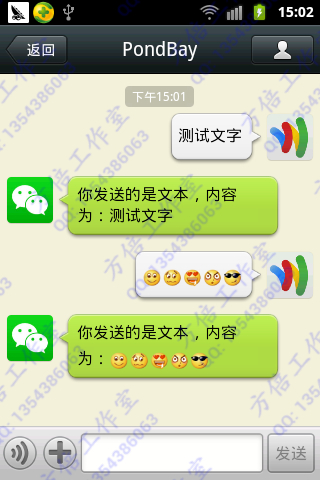 15:02
返回
PondBay
下午15:01
测试文字
你发送的是文本，内容
为：测试文字
你发送的是文本，内容
为：
发送
方倍工作室
QQ:1354386063